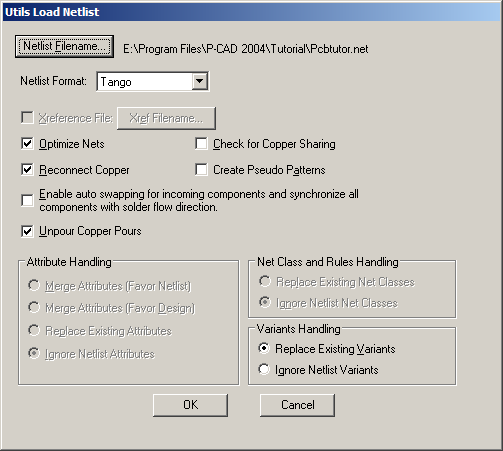 Utils Load Netlist
Netlist Filename... E:\Program Files\P-CAD 2004\Tutorial\Pcbtutor.net
Netlist Format: Tango
Xreference File: Xref Filename...
Optimize Nets Check for Copper Sharing
Reconnect Copper Create Pseudo Patterns
Enable auto swapping for incoming components and synchronize all
components with solder flow direction.
Unpour Copper Pours
Attribute Handling
Merge Attributes (Favor Netlist)
Merge Attributes (Favor Design)
Replace Existing Attributes
Ignore Netlist Attributes
Net Class and Rules Handling
Replace Existing Net Classes
Ignore Netlist Net Classes
Variants Handling
Replace Existing Variants
Ignore Netlist Variants
OK Cancel